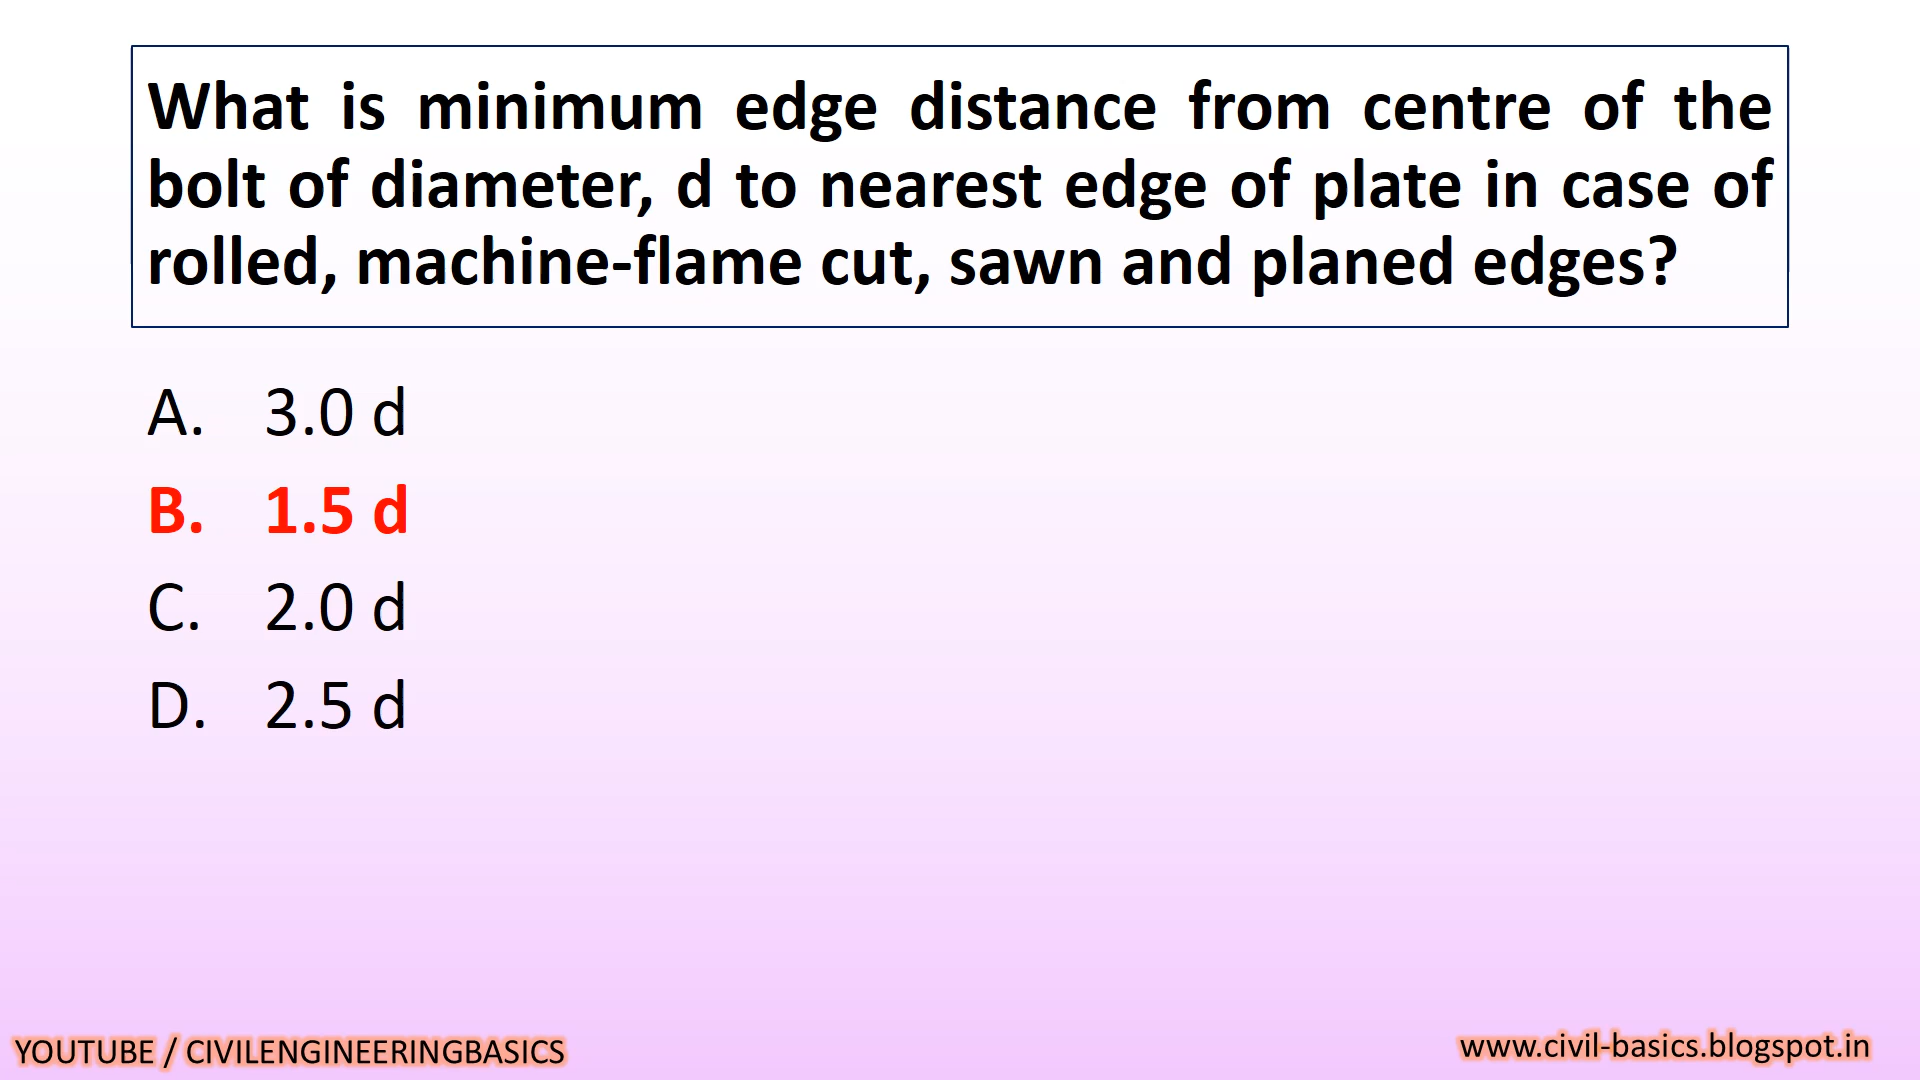 What is minimum edge distance from centre of the
bolt of diameter, d to nearest edge of plate in case of
rolled, machine-flame cut, sawn and planed edges?
A. 3.0 d
B. 1.5 d
C. 2.0 d
D. 2.5 d
YOUTUBE / CIVILENGINEERINGBASICS
www.civil-basics.blogspot.in